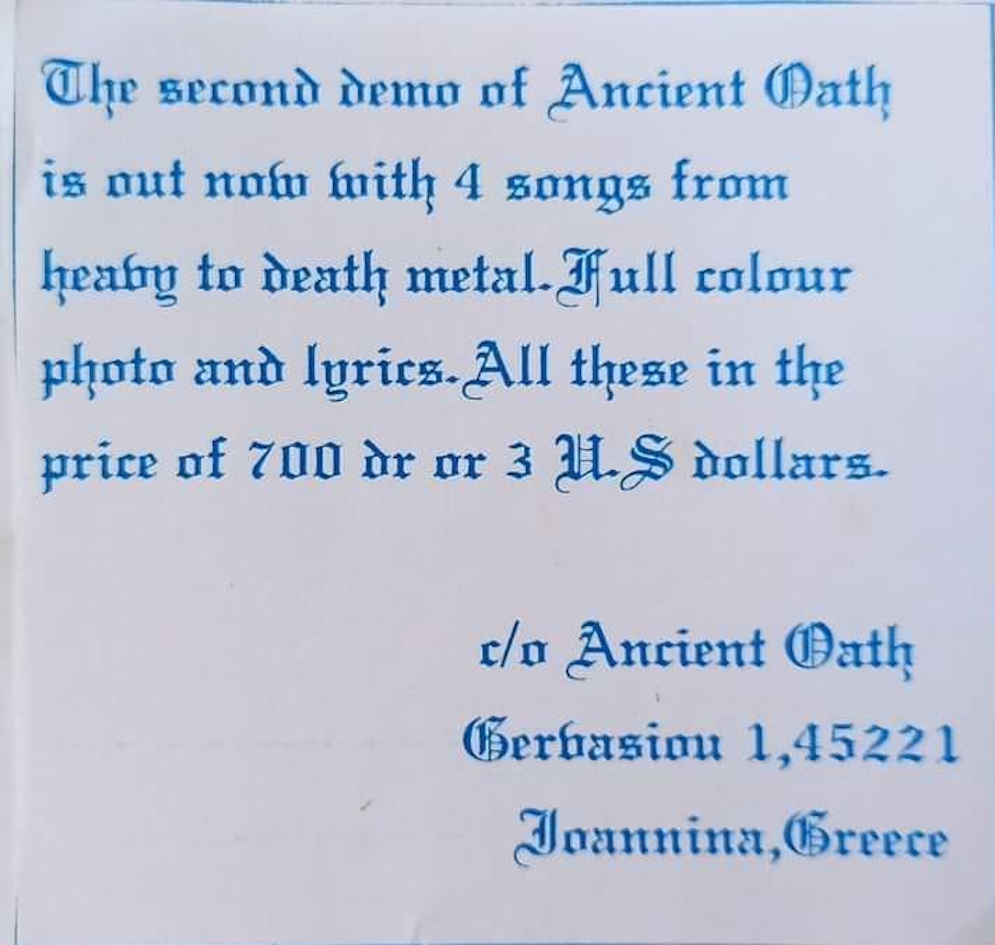 The second demo of Ancient Oath
is out now with 4 songs from
heavy to death metal.Full colour
photo and lyrics.All these in the
price of 700 dr or 3 U.S dollars.
c/o Ancient Oath
Gervasiou 1,45221
Ioannina,Greece